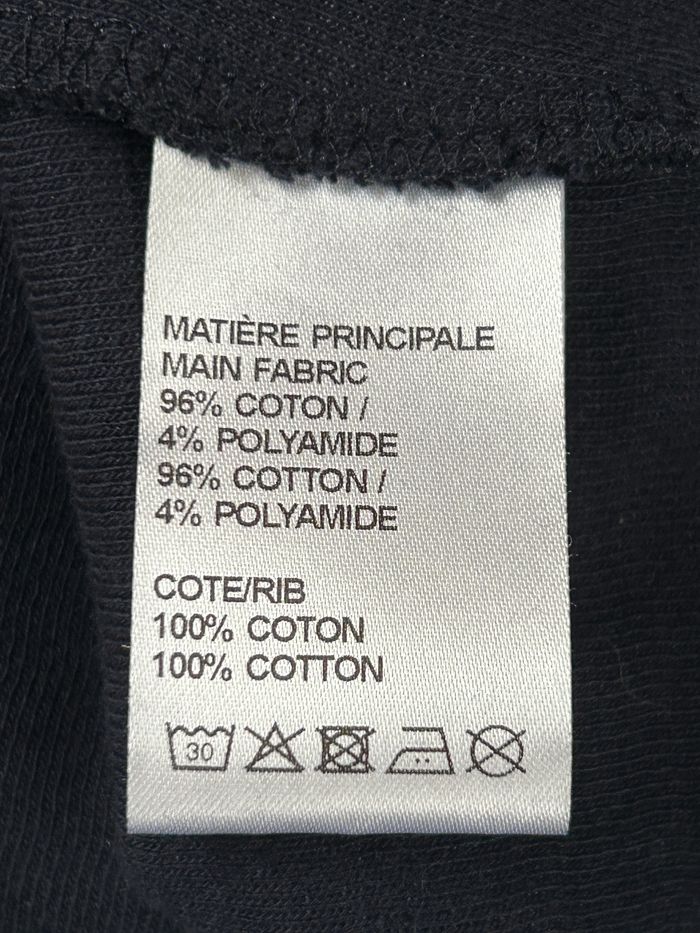 MATIÈRE PRINCIPALE
MAIN FABRIC
96% COTON /
4% POLYAMIDE
96% COTTON /
4% POLYAMIDE
COTE/RIB
100% COTON
100% COTTON
30